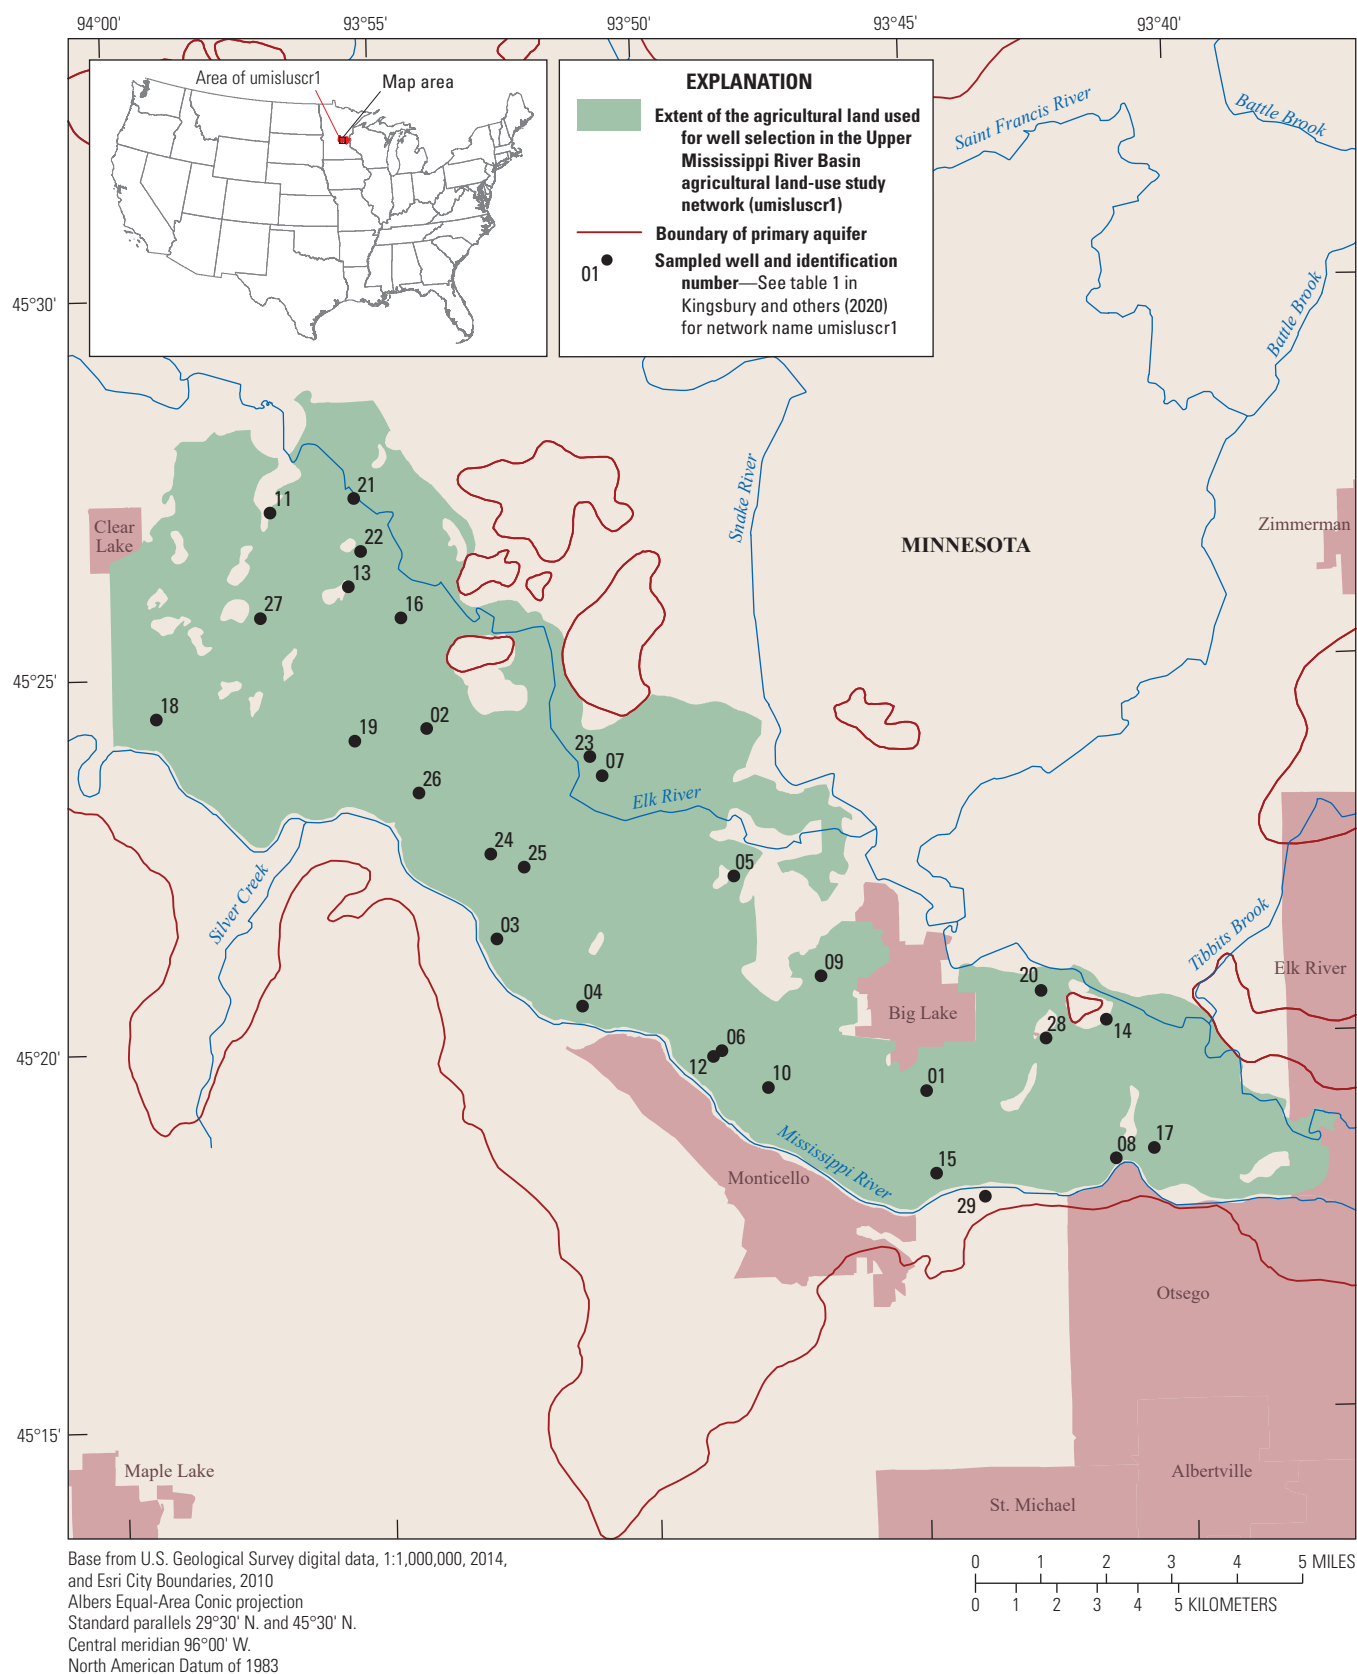 94°00'
93°55'
93°50'
93°45'
93°40'
Area of umisluscr1
Map area
EXPLANATION
Extent of the agricultural land used
for well selection in the Upper
Mississippi River Basin
agricultural land-use study
network (umisluscr1)
Boundary of primary aquifer
01
Sampled well and identification
number—See table 1 in
Kingsbury and others (2020)
for network name umisluscr1
Saint Francis River
Battle Brook
Battle Brook
45°30'
Snake River
MINNESOTA
Zimmerman
Clear
Lake
11
21
22
13
27
16
45°25'
18
19
02
23
07
26
Elk River
24
25
05
Silver Creek
03
04
09
Tibbits Brook
Elk River
Big Lake
20
28
14
45°20'
06
12
10
01
Mississippi River
Monticello
15
29
08
17
Otsego
45°15'
Maple Lake
Albertville
St. Michael
Base from U.S. Geological Survey digital data, 1:1,000,000, 2014,
and Esri City Boundaries, 2010
Albers Equal-Area Conic projection
Standard parallels 29°30' N. and 45°30' N.
Central meridian 96°00' W.
North American Datum of 1983
0 1 2 3 4 5 MILES
0 1 2 3 4 5 KILOMETERS